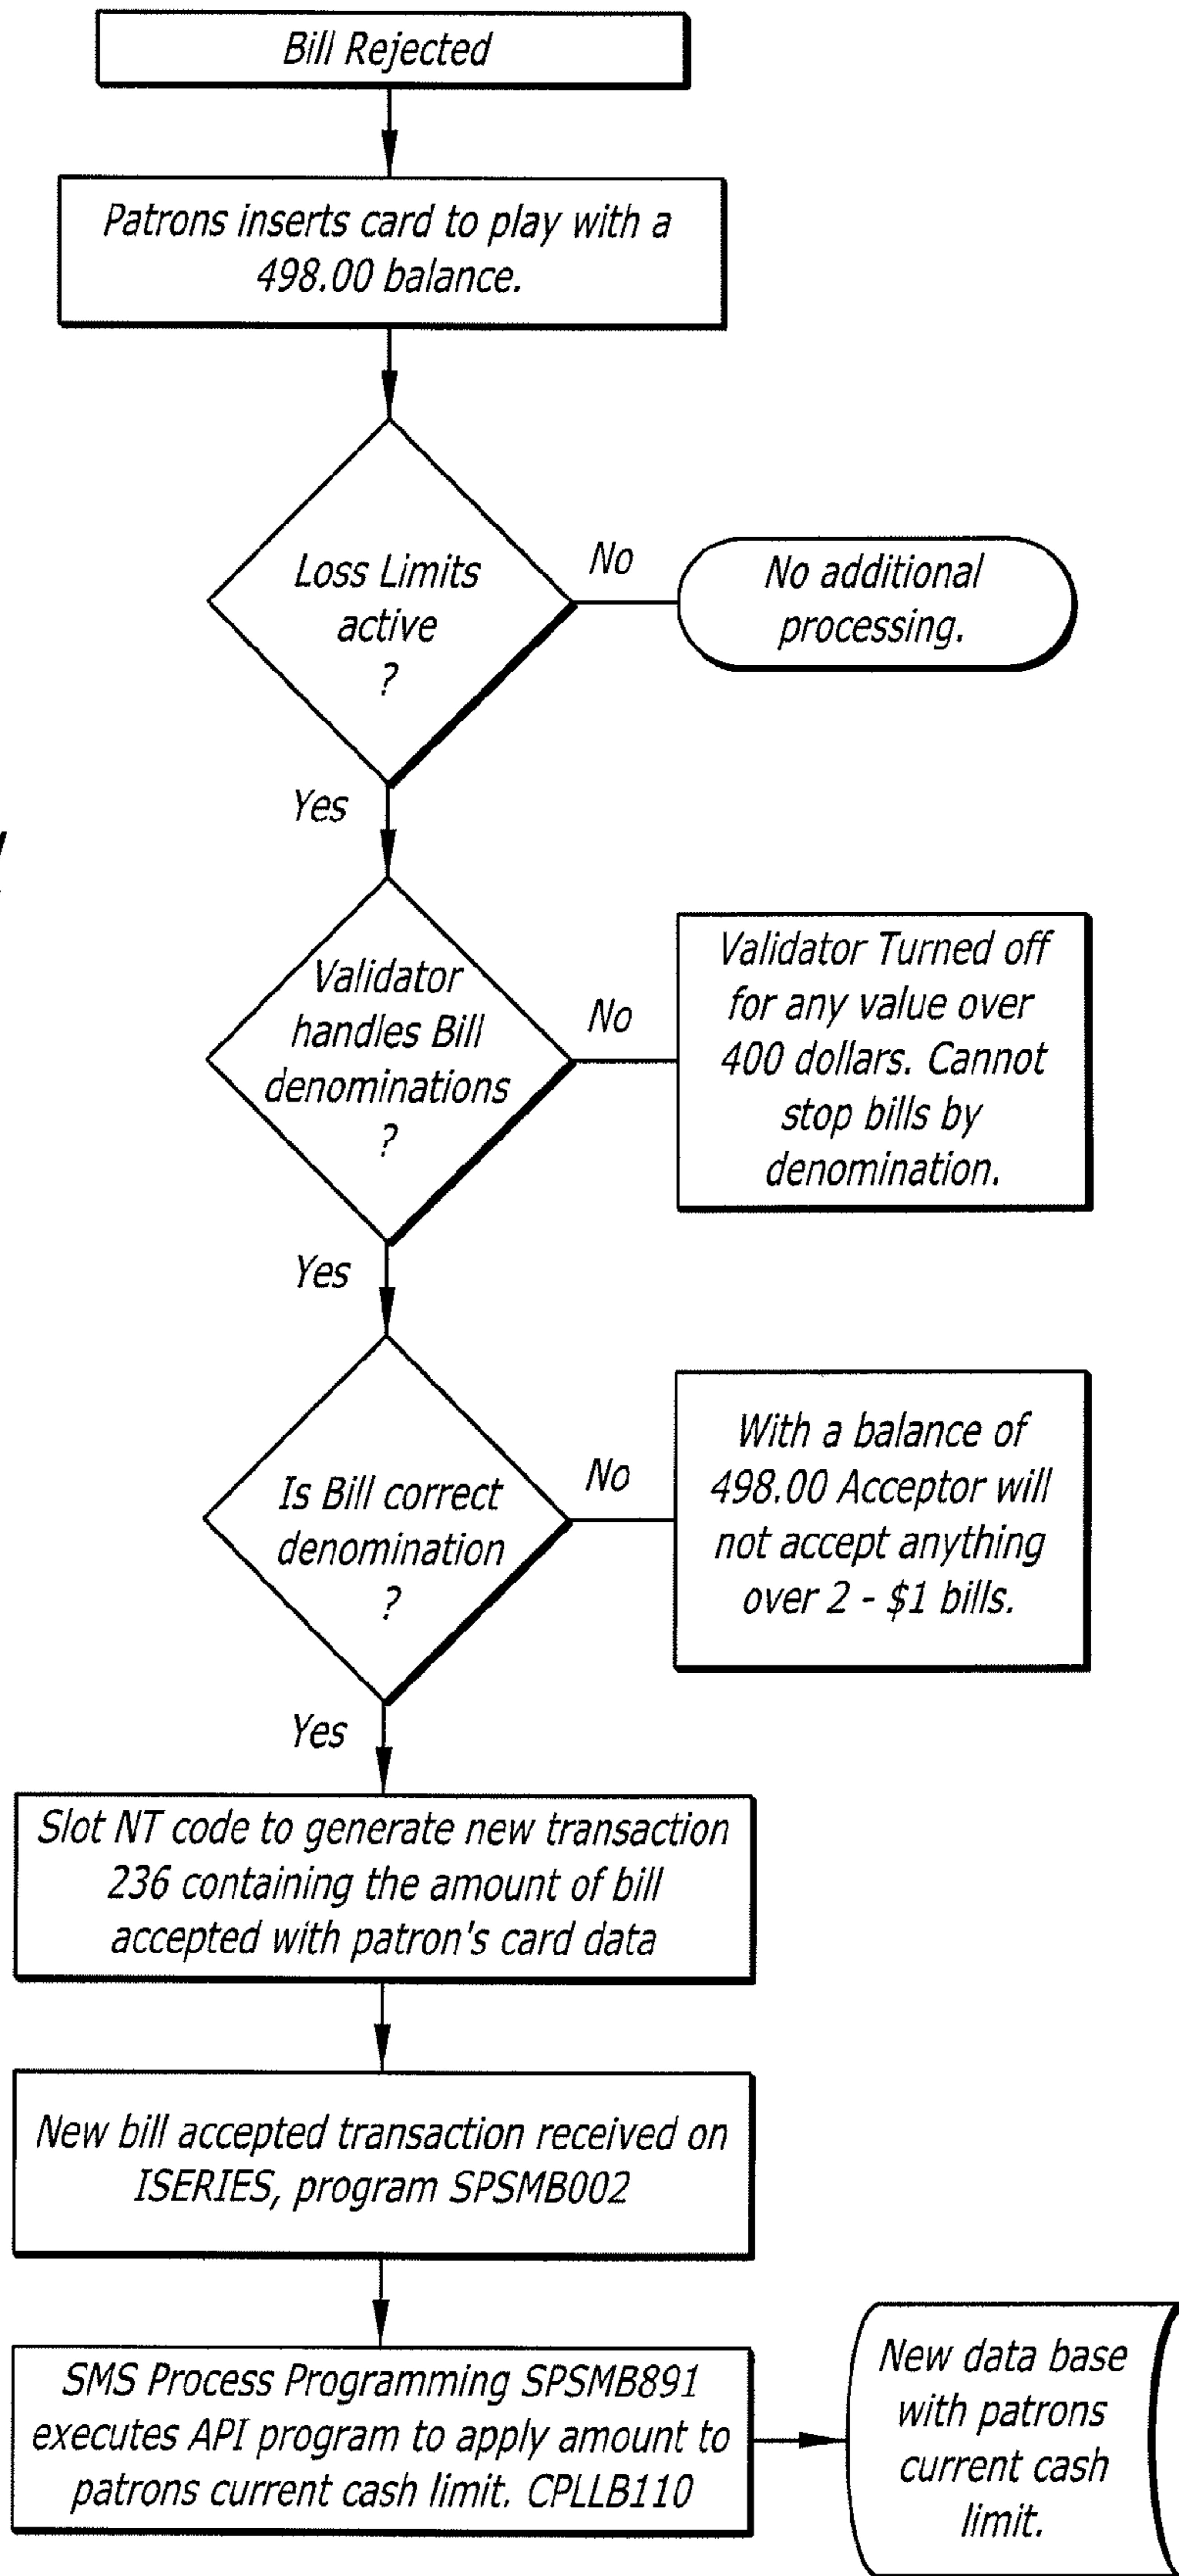 Bill Rejected
Patrons inserts card to play with a
498.00 balance.
Loss Limits
active
?
No
No additional
processing.
Yes
Validator
handles Bill
denominations
?
No
Validator Turned off
for any value over
400 dollars. Cannot
stop bills by
denomination.
Yes
Is Bill correct
denomination
?
No
With a balance of
498.00 Acceptor will
not accept anything
over 2 - $1 bills.
Yes
Slot NT code to generate new transaction
236 containing the amount of bill
accepted with patron's card data
New bill accepted transaction received on
ISERIES, program SPSMB002
SMS Process Programming SPSMB891
executes API program to apply amount to
patrons current cash limit. CPLLB110
New data base
with patrons
current cash
limit.